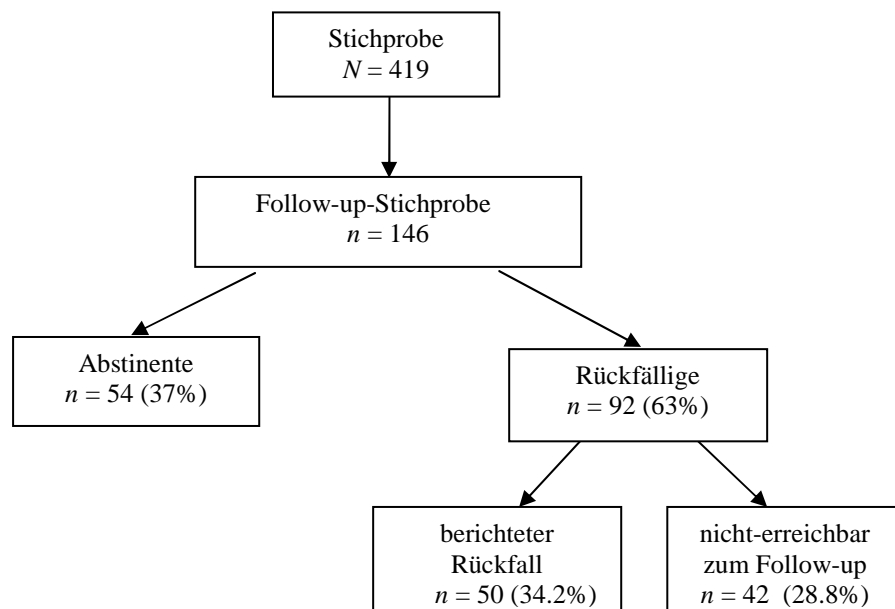 Stichprobe
N = 419
Follow-up-Stichprobe
n = 146
Abstinente
n = 54 (37%)
Rückfällige
n = 92 (63%)
berichteter
Rückfall
n = 50 (34.2%)
nicht-erreichbar
zum Follow-up
n = 42 (28.8%)